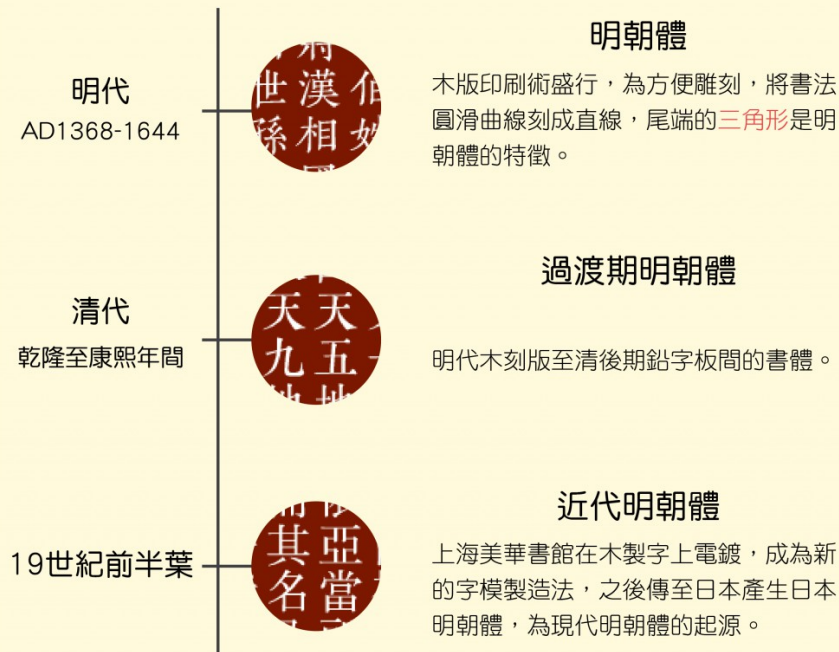 明朝體
明代
AD1368-1644
世漢伯
孫相姓
木版印刷術盛行，為方便雕刻，將書法
圓滑曲線刻成直線，尾端的三角形是明
朝體的特徵。
過渡期明朝體
清代
乾隆至康熙年間
天天
九五
地地
明代木刻版至清後期鉛字板間的書體。
近代明朝體
19世紀前半葉
其亞
名當
上海美華書館在木製字上電鍍，成為新
的字模製造法，之後傳至日本產生日本
明朝體，為現代明朝體的起源。